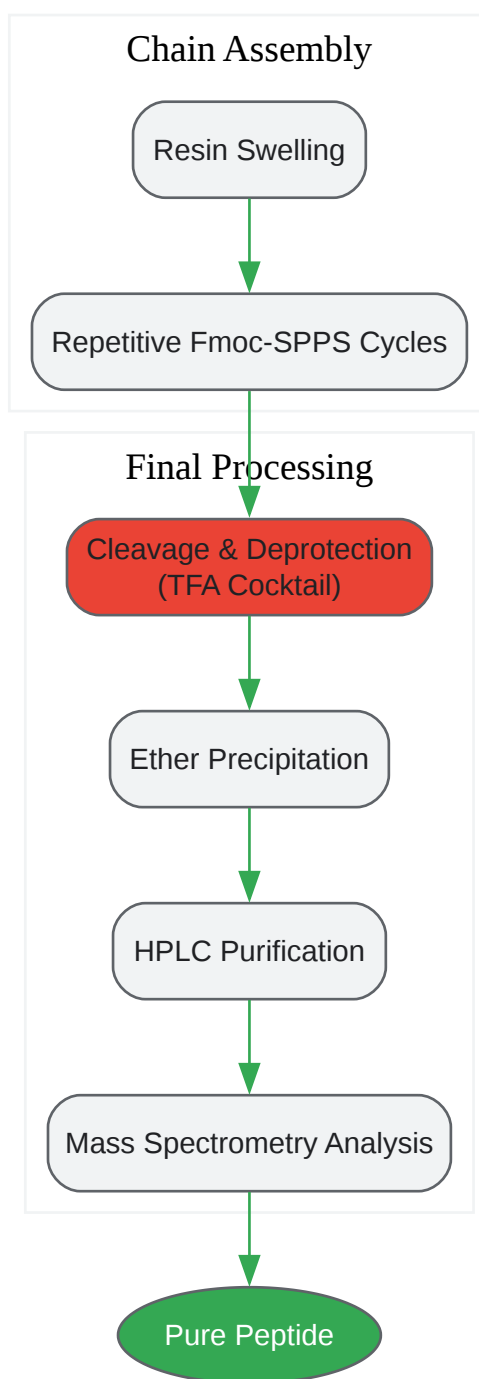 Chain Assembly
Resin Swelling
Repetitive Fmoc-SPPS Cycles
Final Processing
Cleavage & Deprotection
(TFA Cocktail)
Ether Precipitation
HPLC Purification
Mass Spectrometry Analysis
Pure Peptide